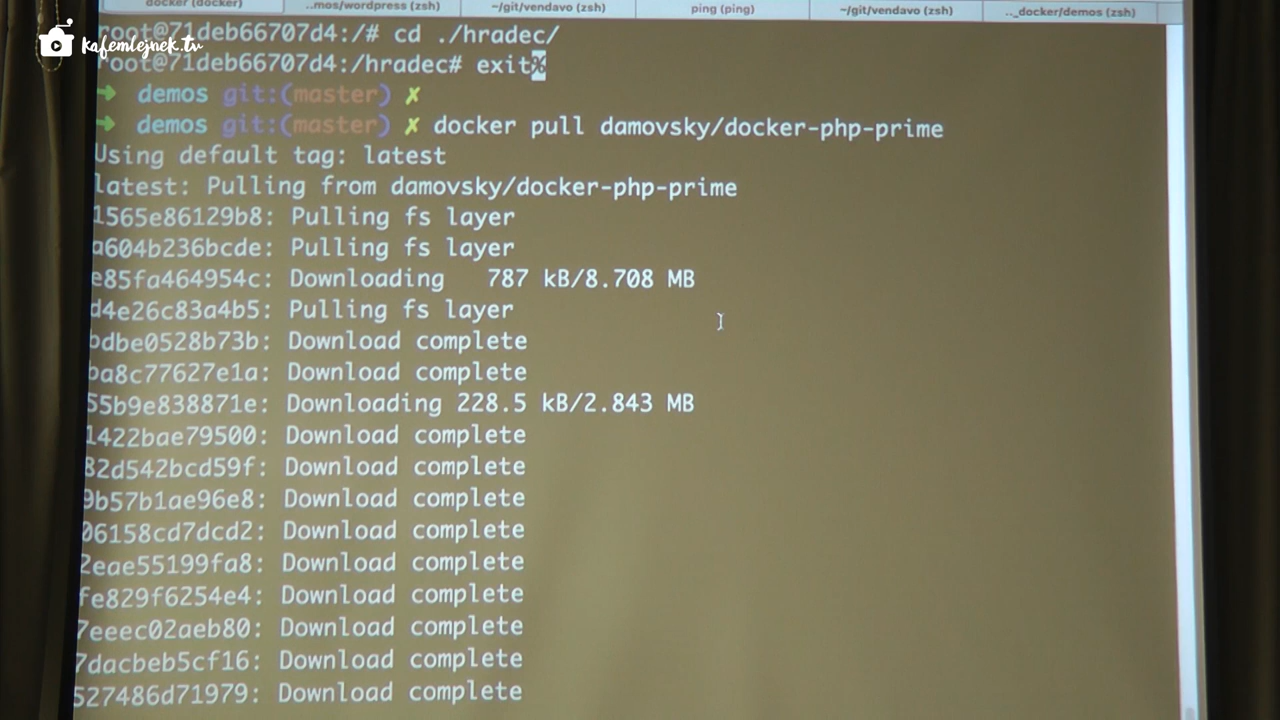 docker (docker)
..mos/wordpress (zsh)
~/git/vendavo (zsh)
ping (ping)
~/git/vendavo (zsh)
.._docker/demos (zsh)
kafemlejnek.tv
root@71deb66707d4:/# cd ./hradec/
root@71deb66707d4:/hradec# exit%
➜ demos git:(master) ✗
➜ demos git:(master) ✗ docker pull damovsky/docker-php-prime
Using default tag: latest
latest: Pulling from damovsky/docker-php-prime
1565e86129b8: Pulling fs layer
a604b236bcde: Pulling fs layer
e85fa464954c: Downloading 787 kB/8.708 MB
d4e26c83a4b5: Pulling fs layer
bdbe0528b73b: Download complete
ba8c77627e1a: Download complete
55b9e838871e: Downloading 228.5 kB/2.843 MB
1422bae79500: Download complete
82d542bcd59f: Download complete
9b57b1ae96e8: Download complete
06158cd7dcd2: Download complete
2eae55199fa8: Download complete
fe829f6254e4: Download complete
7eeec02aeb80: Download complete
7dacbeb5cf16: Download complete
527486d71979: Download complete